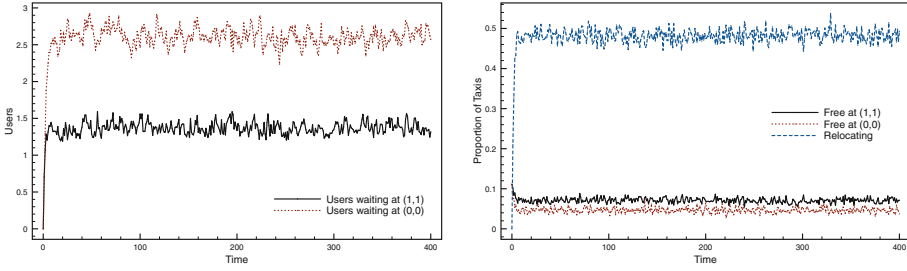 3
2.5
2
1.5
1
0.5
0
Users
0
100
200
300
400
Time
Users waiting at (1,1)
Users waiting at (0,0)
0.5
0.4
0.3
0.2
0.1
0
Proportion of Taxis
0
100
200
300
400
Time
Free at (1,1)
Free at (0,0)
Relocating